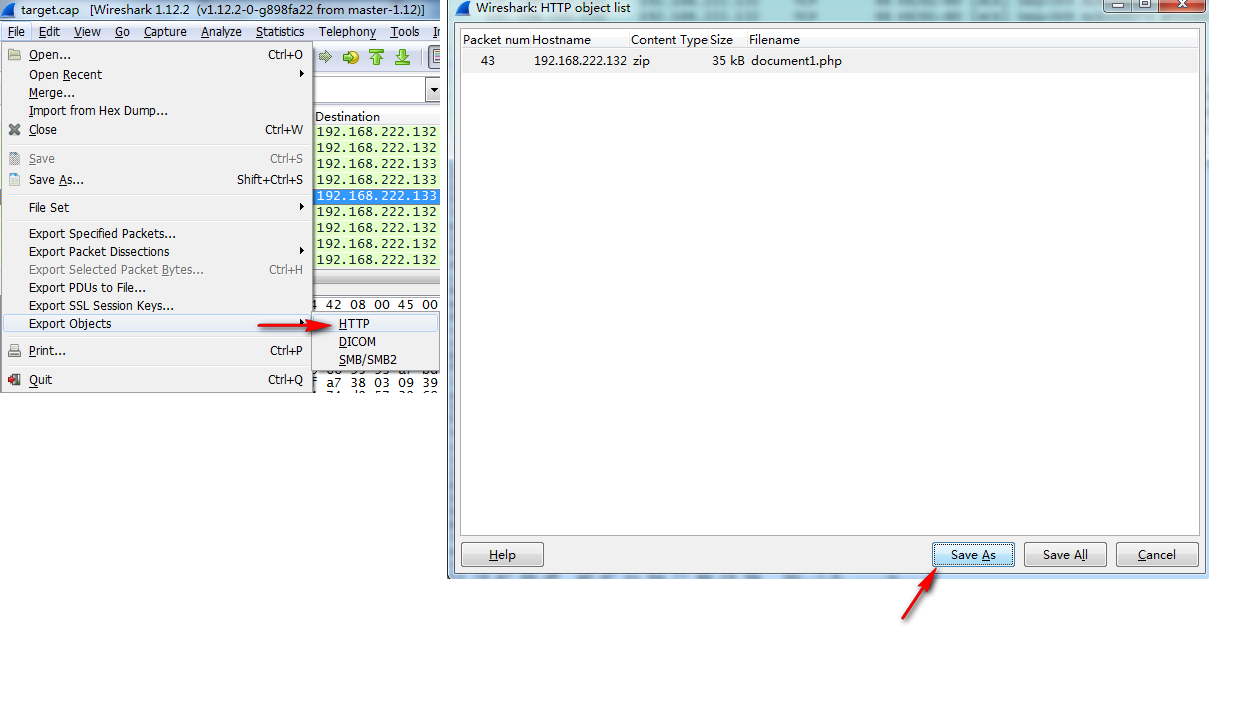 target.cap [Wireshark 1.12.2 (v1.12.2-0-g898fa22 from master-1.12)]
File Edit View Go Capture Analyze Statistics Telephony Tools
Open... Ctrl+O
Open Recent
Merge...
Import from Hex Dump...
Close Ctrl+W
Save Ctrl+S
Save As... Shift+Ctrl+S
File Set
Export Specified Packets...
Export Packet Dissections
Export Selected Packet Bytes... Ctrl+H
Export PDUs to File...
Export SSL Session Keys...
Export Objects
Print... Ctrl+P
Quit Ctrl+Q
HTTP
DICOM
SMB/SMB2
Destination
192.168.222.132
192.168.222.132
192.168.222.133
192.168.222.133
192.168.222.133
192.168.222.132
192.168.222.132
192.168.222.132
192.168.222.132
42 08 00 45 00
a7 38 03 09 39
Wireshark: HTTP object list
Packet num Hostname Content Type Size Filename
43 192.168.222.132 zip 35 kB document1.php
Help Save As Save All Cancel